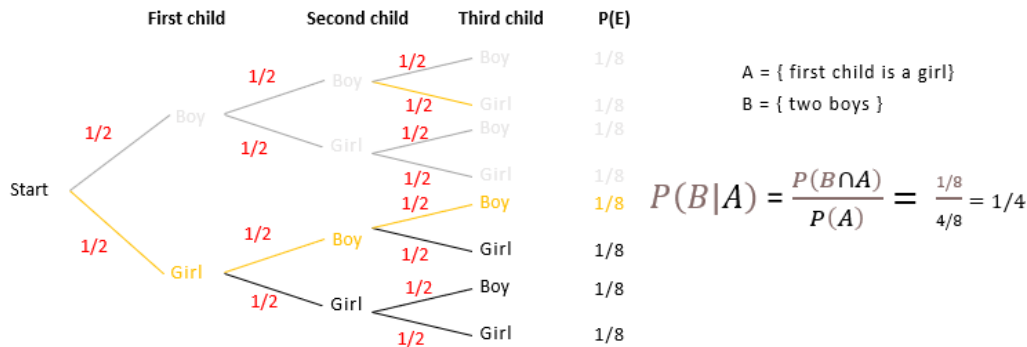 First child Second child Third child P(E)
1/2 Boy 1/8
1/2 Boy
1/2 Girl 1/8
1/2 Boy 1/2 Boy 1/8
1/2 Girl
1/2 Girl 1/8
Start
1/2 Boy 1/8
1/2 Boy
1/2 1/2 Girl 1/8
Girl
1/2 Boy 1/8
1/2 Girl
1/2 Girl 1/8
A = { first child is a girl}
B = { two boys }
P(B|A) = P(B∩A) / P(A) = 1/8 / 4/8 = 1/4